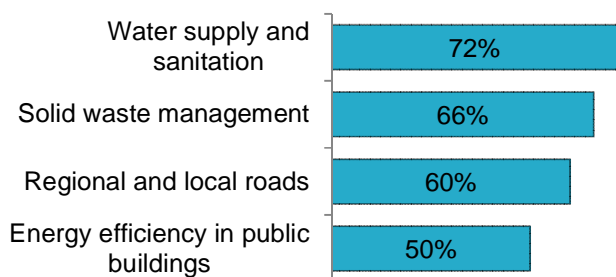 Water supply and
sanitation
72%
Solid waste management
66%
Regional and local roads
60%
Energy efficiency in public
buildings
50%